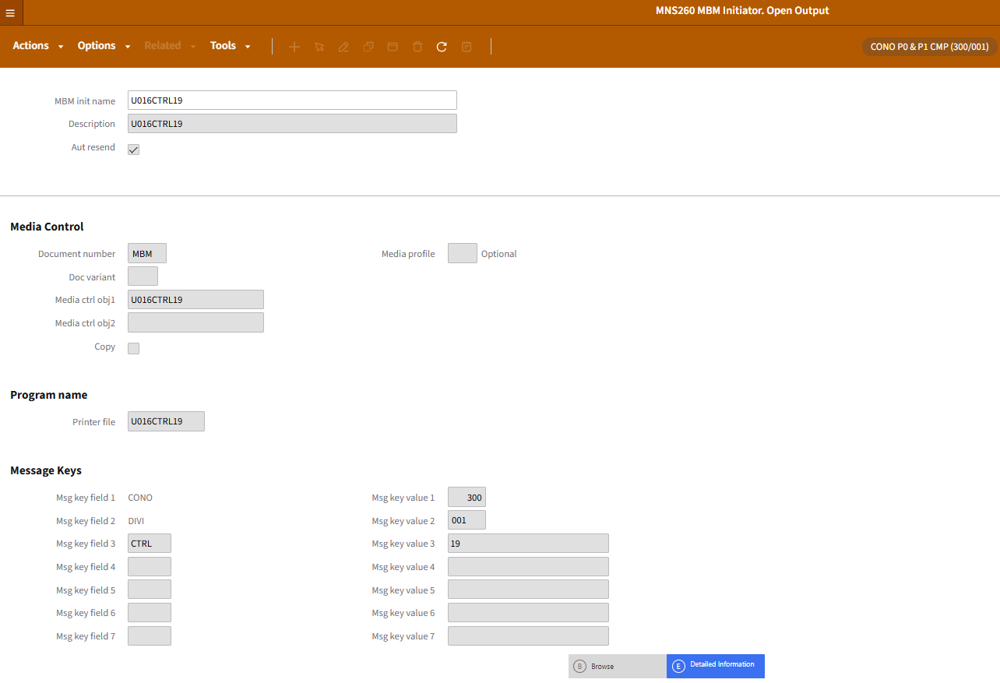 MNS260 MBM Initiator. Open Output
Actions Options Related Tools CONO P0 & P1 CMP (300/001)
MBM init name U016CTRL19
Description U016CTRL19
Aut resend
Media Control
Document number MBM Media profile Optional
Doc variant
Media ctrl obj1 U016CTRL19
Media ctrl obj2
Copy
Program name
Printer file U016CTRL19
Message Keys
Msg key field 1 CONO Msg key value 1 300
Msg key field 2 DIVI Msg key value 2 001
Msg key field 3 CTRL Msg key value 3 19
Msg key field 4 Msg key value 4
Msg key field 5 Msg key value 5
Msg key field 6 Msg key value 6
Msg key field 7 Msg key value 7
B Browse E Detailed Information